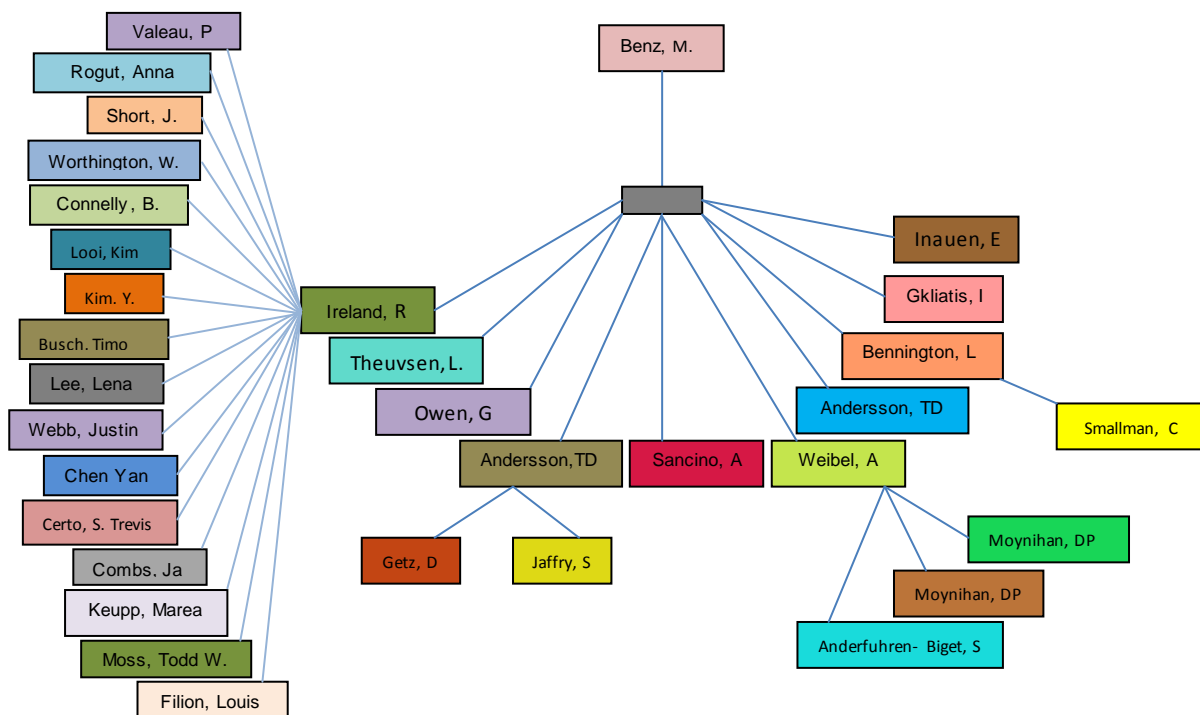 Valeau, P
Rogut, Anna
Short, J.
Worthington, W.
Connelly, B.
Looi, Kim
Kim. Y.
Busch. Timo
Lee, Lena
Webb, Justin
Chen Yan
Certo, S. Trevis
Combs, Ja
Keupp, Marea
Moss, Todd W.
Filion, Louis
Benz, M.
Ireland, R
Theuvsen, L.
Owen, G
Andersson, TD
Getz, D
Jaffry, S
Sancino, A
Weibel, A
Moynihan, DP
Moynihan, DP
Anderfuhren- Biget, S
Andersson, TD
Bennington, L
Smallman, C
Gkliatis, I
Inauen, E